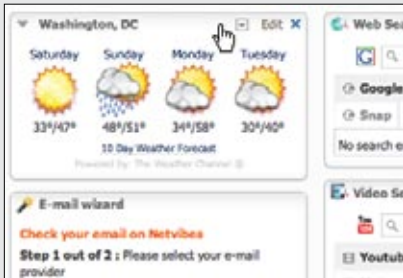 Washington, DC Edit
Saturday Sunday Monday Tuesday
33°/47° 48°/51° 34°/58° 30°/40°
10 Day Weather Forecast
Powered by: The Weather Channel ®
E-mail wizard
Check your email on Netvibes
Step 1 out of 2 : Please select your e-mail
provider
Web Sea
G
Google
Snap
No search e
Video Se
Youtub